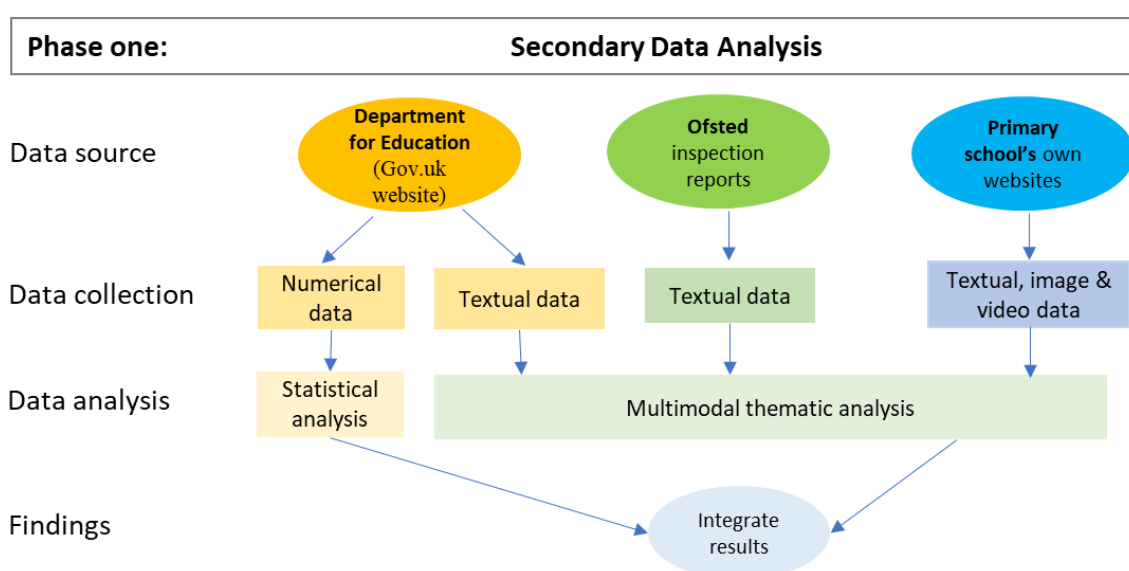 Phase one: Secondary Data Analysis
Data source
Department
for Education
(Gov.uk
website)
Ofsted
inspection
reports
Primary
school's own
websites
Data collection
Numerical
data
Textual data
Textual data
Textual, image &
video data
Data analysis
Statistical
analysis
Multimodal thematic analysis
Findings
Integrate
results